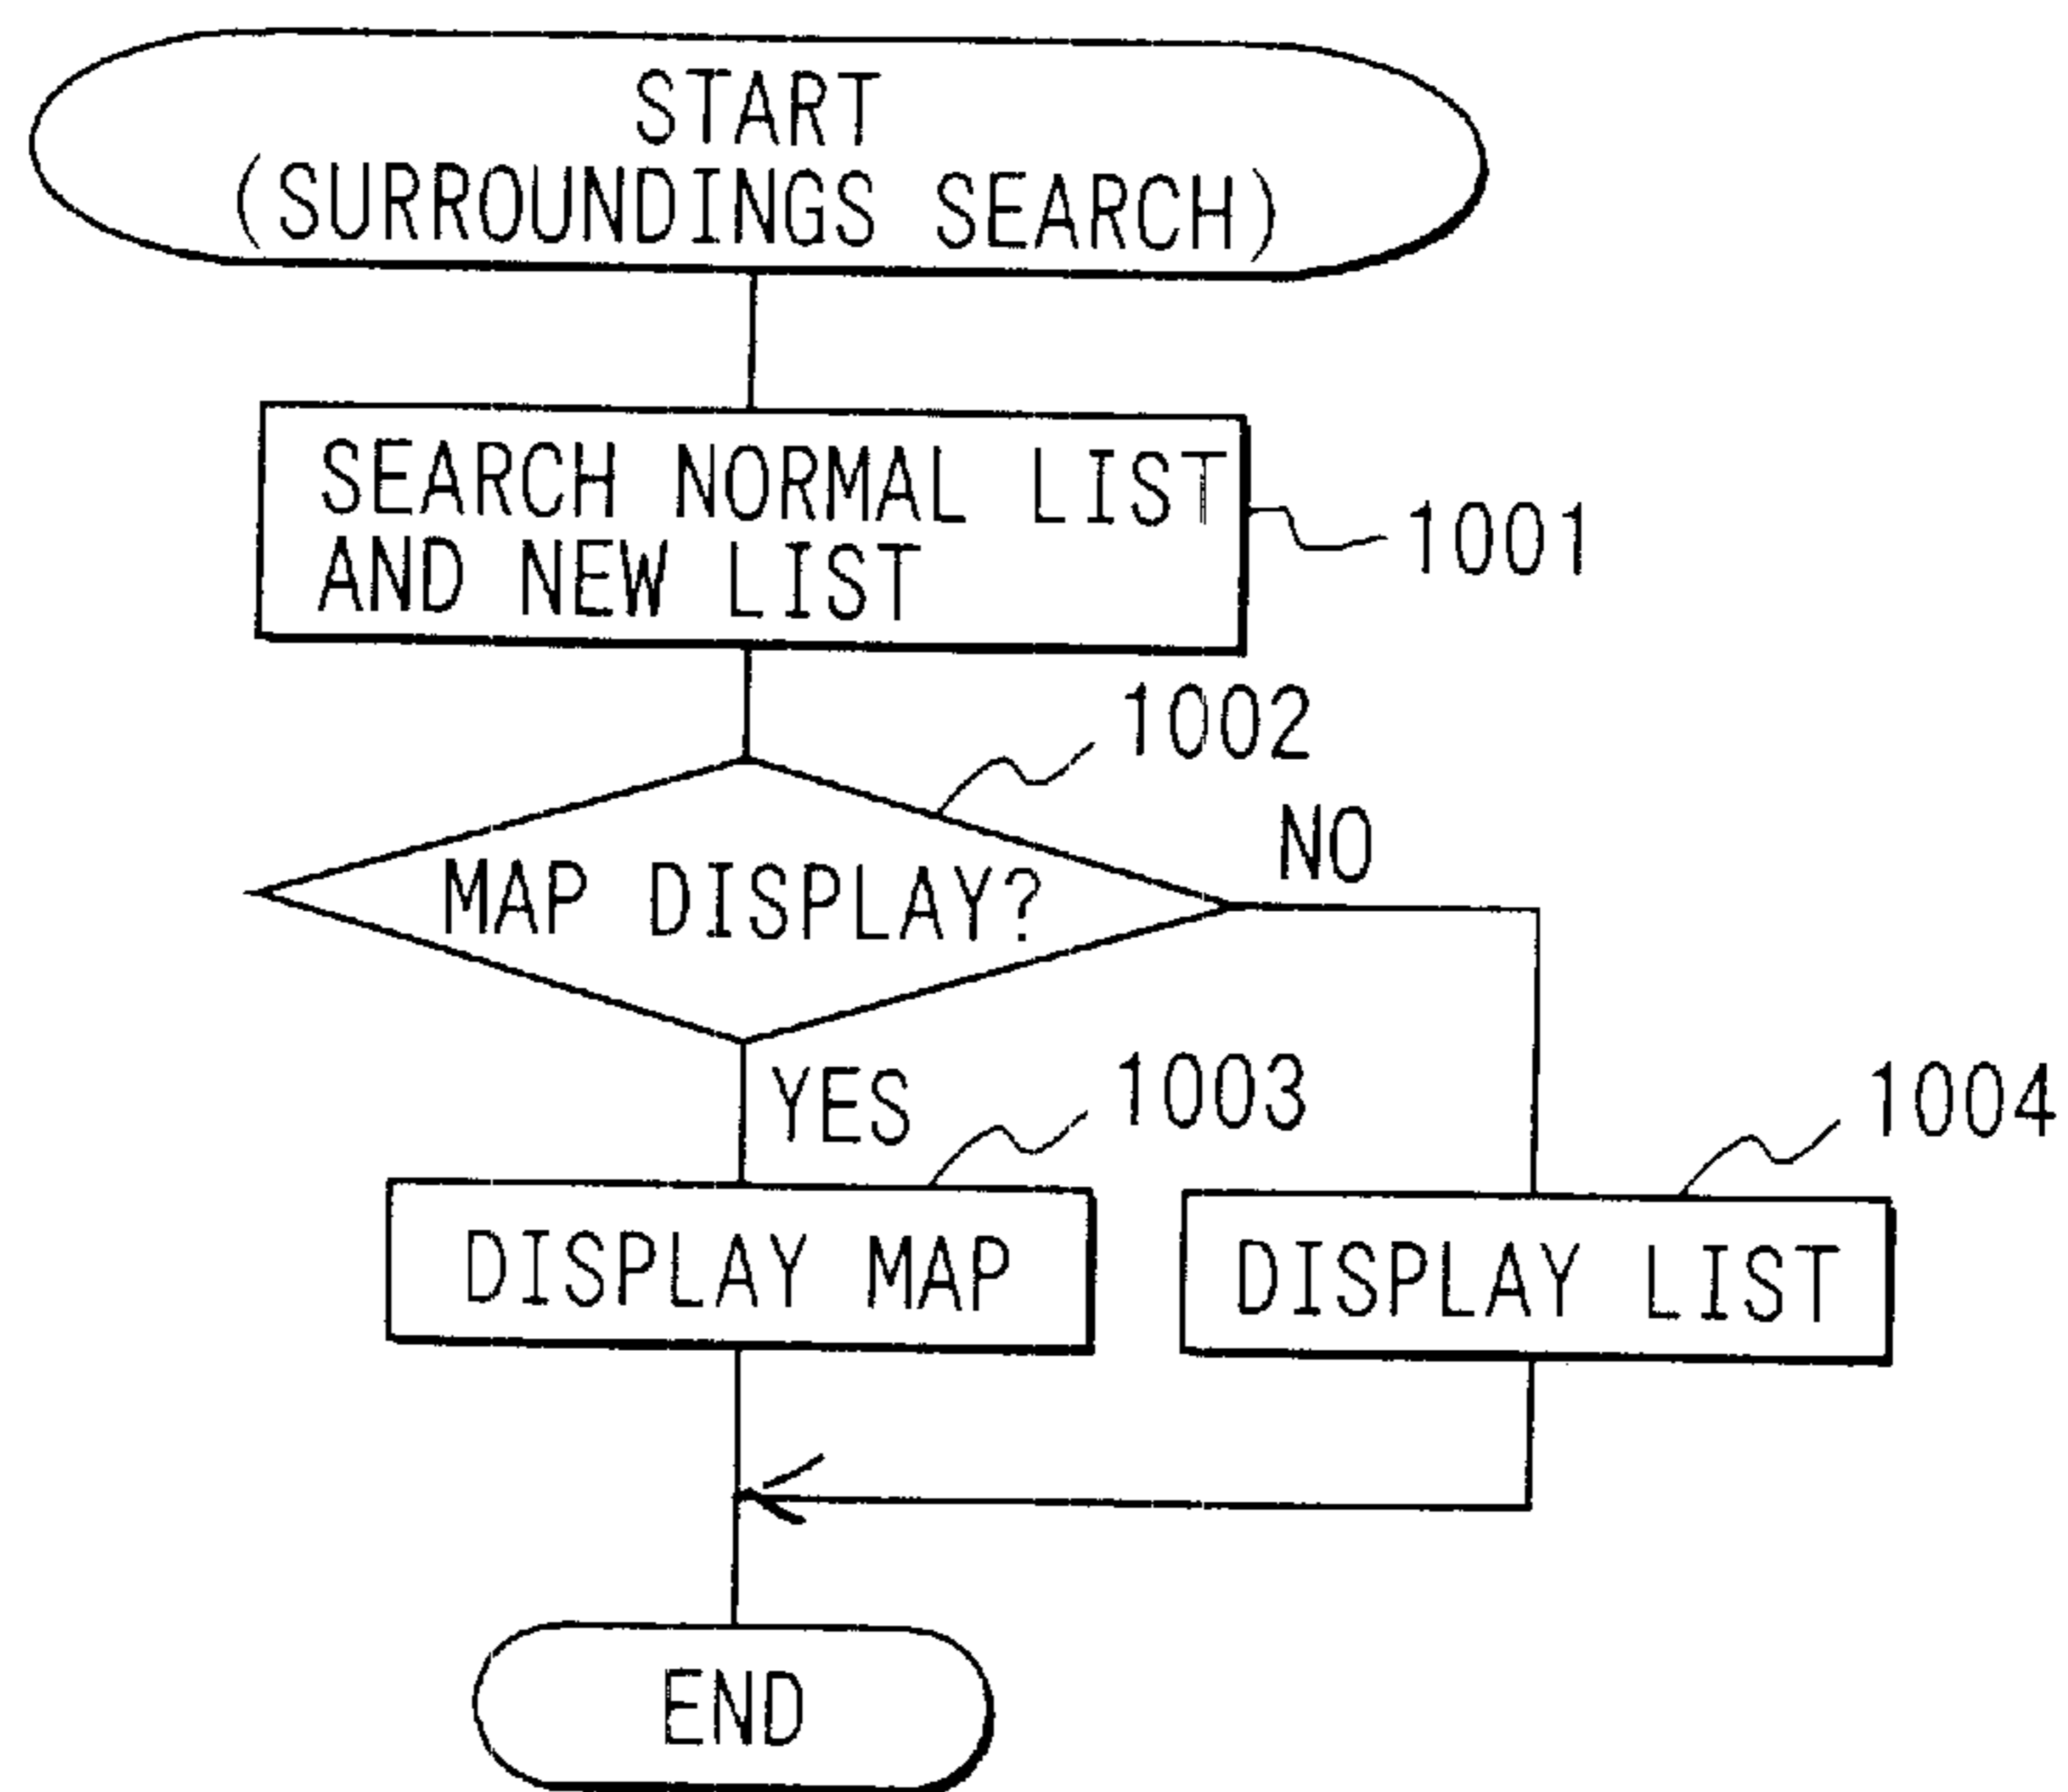 START
(SURROUNDINGS SEARCH)
SEARCH NORMAL LIST
AND NEW LIST
1001
1002
MAP DISPLAY?
NO
YES
1003
1004
DISPLAY MAP
DISPLAY LIST
END